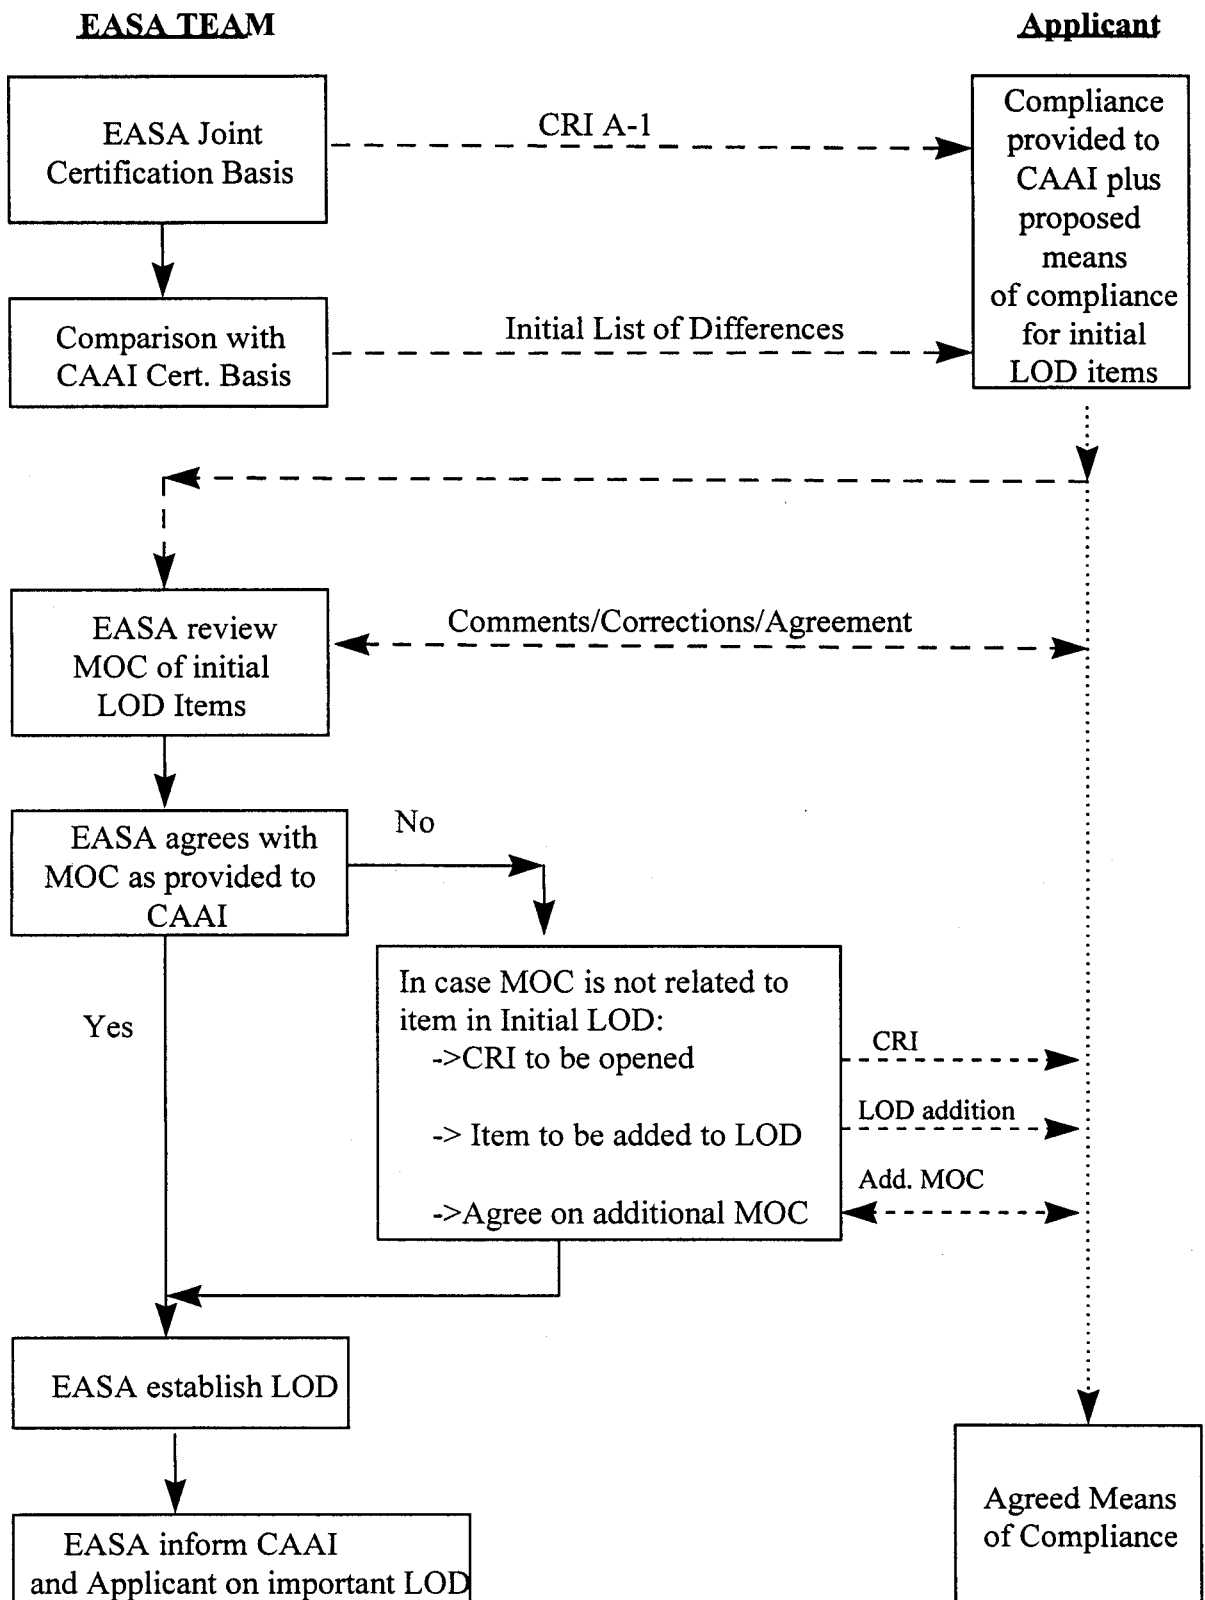 EASA TEAM
Applicant
EASA Joint
Certification Basis
CRI A-1
Compliance
provided to
CAAI plus
proposed
means
of compliance
for initial
LOD items
Comparison with
CAAI Cert. Basis
Initial List of Differences
EASA review
MOC of initial
LOD Items
Comments/Corrections/Agreement
EASA agrees with
MOC as provided to
CAAI
No
Yes
In case MOC is not related to
item in Initial LOD:
->CRI to be opened
-> Item to be added to LOD
->Agree on additional MOC
CRI
LOD addition
Add. MOC
EASA establish LOD
EASA inform CAAI
and Applicant on important LOD
Agreed Means
of Compliance